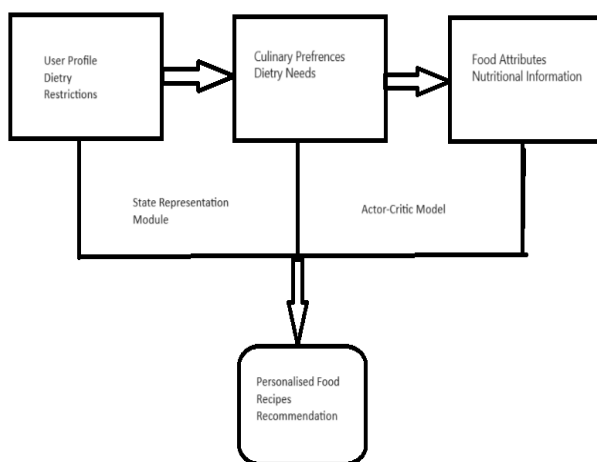 User Profile
Dietry
Restrictions
Culinary Prefrences
Dietry Needs
Food Attributes
Nutritional Information
State Representation
Module
Actor-Critic Model
Personalised Food
Recipes
Recommendation